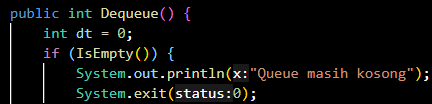 public int Dequeue() {
    int dt = 0;
    if (IsEmpty()) {
        System.out.println(x:"Queue masih kosong");
        System.exit(status:0);